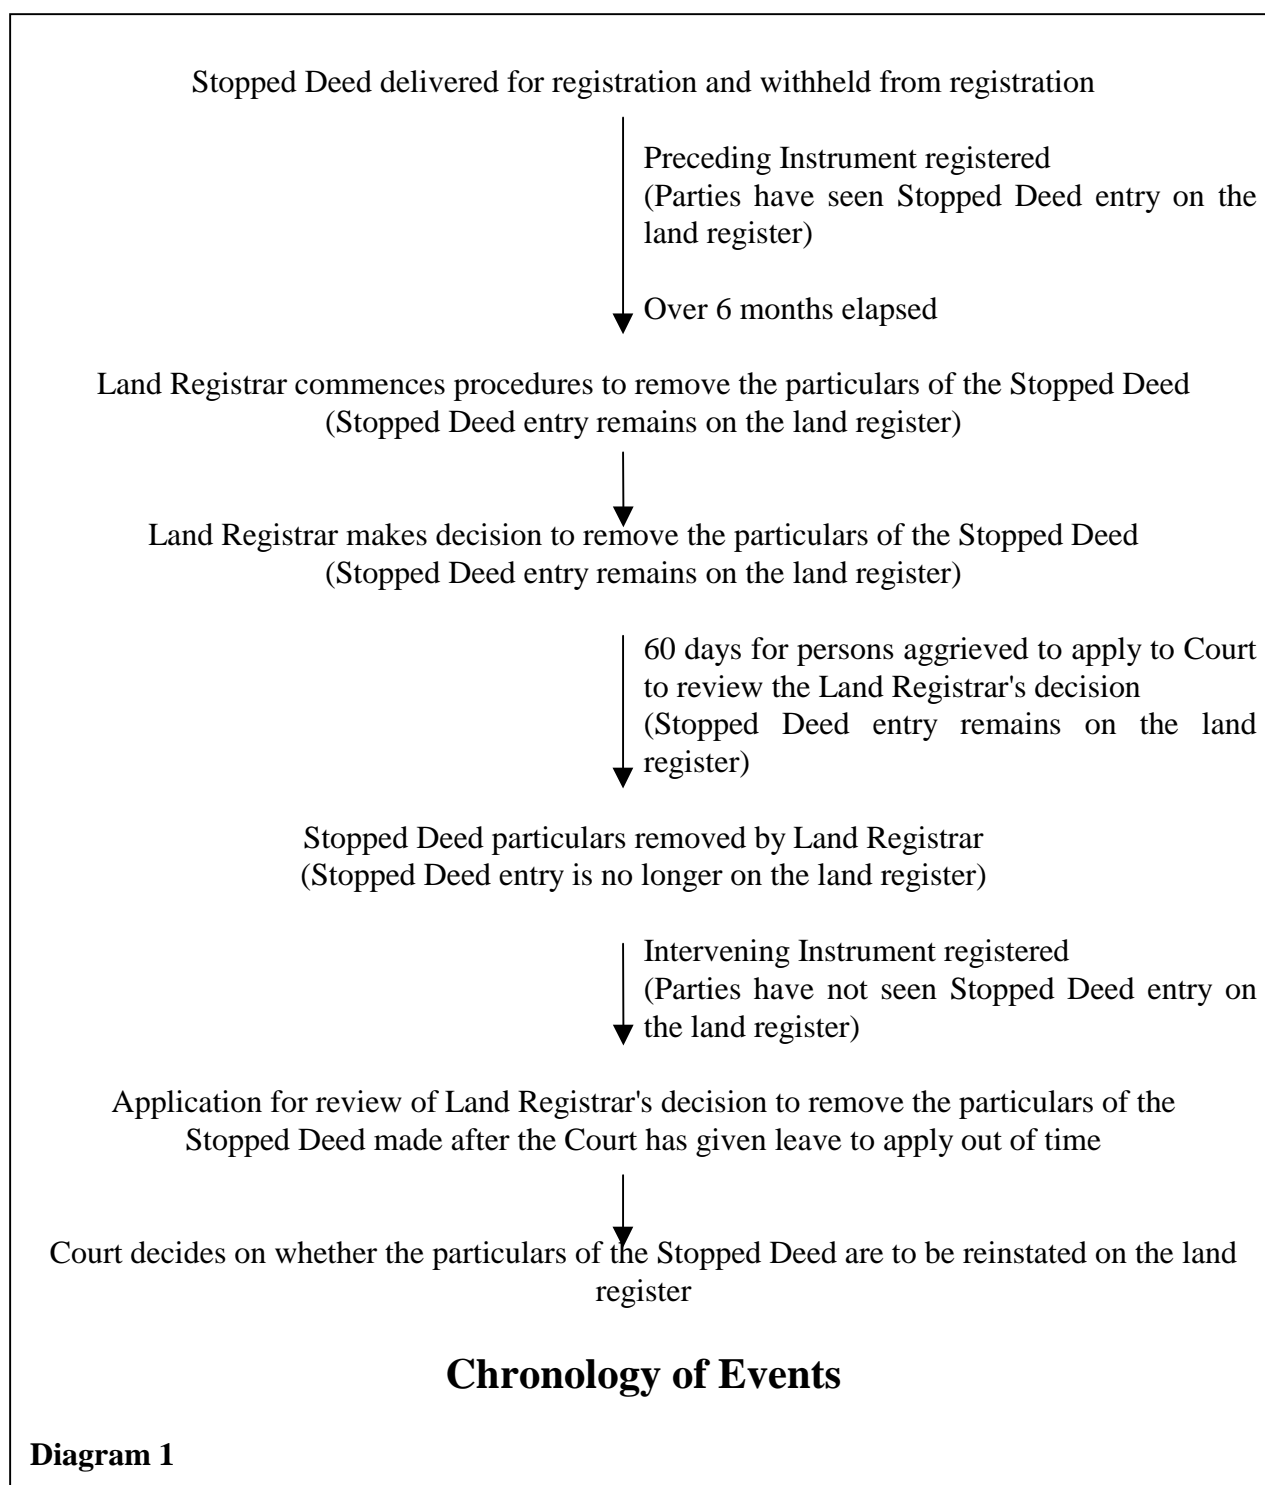 Stopped Deed delivered for registration and withheld from registration
Preceding Instrument registered
(Parties have seen Stopped Deed entry on the
land register)
Over 6 months elapsed
Land Registrar commences procedures to remove the particulars of the Stopped Deed
(Stopped Deed entry remains on the land register)
Land Registrar makes decision to remove the particulars of the Stopped Deed
(Stopped Deed entry remains on the land register)
60 days for persons aggrieved to apply to Court
to review the Land Registrar's decision
(Stopped Deed entry remains on the land
register)
Stopped Deed particulars removed by Land Registrar
(Stopped Deed entry is no longer on the land register)
Intervening Instrument registered
(Parties have not seen Stopped Deed entry on
the land register)
Application for review of Land Registrar's decision to remove the particulars of the
Stopped Deed made after the Court has given leave to apply out of time
Court decides on whether the particulars of the Stopped Deed are to be reinstated on the land
register
Chronology of Events
Diagram 1